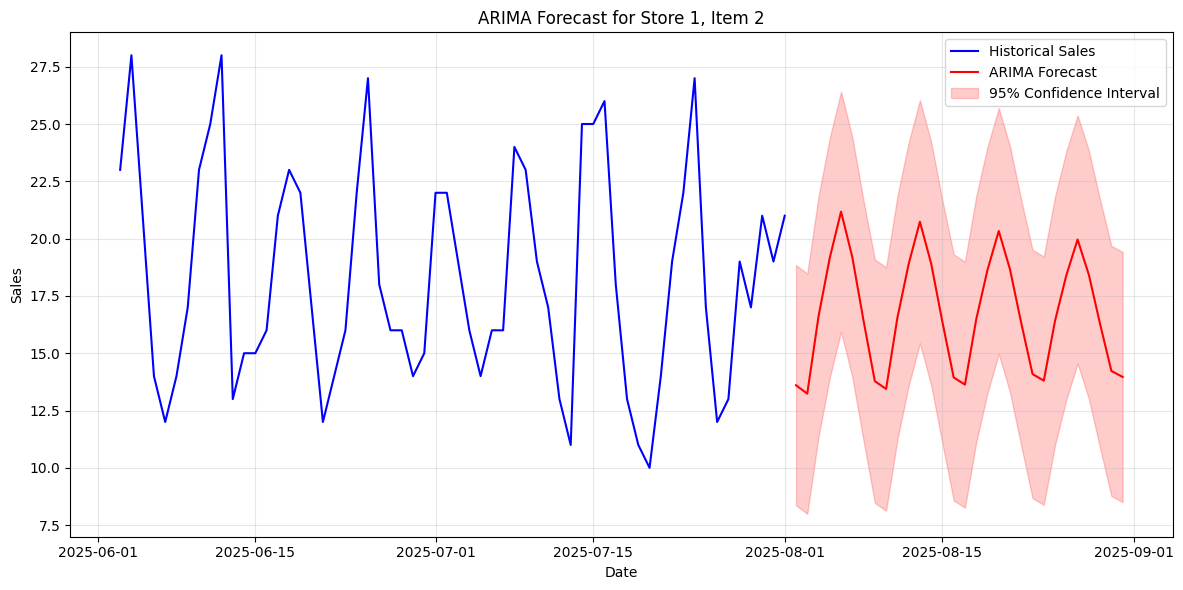 ARIMA Forecast for Store 1, Item 2
Historical Sales
ARIMA Forecast
95% Confidence Interval
Sales
27.5
25.0
22.5
20.0
17.5
15.0
12.5
10.0
7.5
2025-06-01
2025-06-15
2025-07-01
2025-07-15
2025-08-01
2025-08-15
2025-09-01
Date